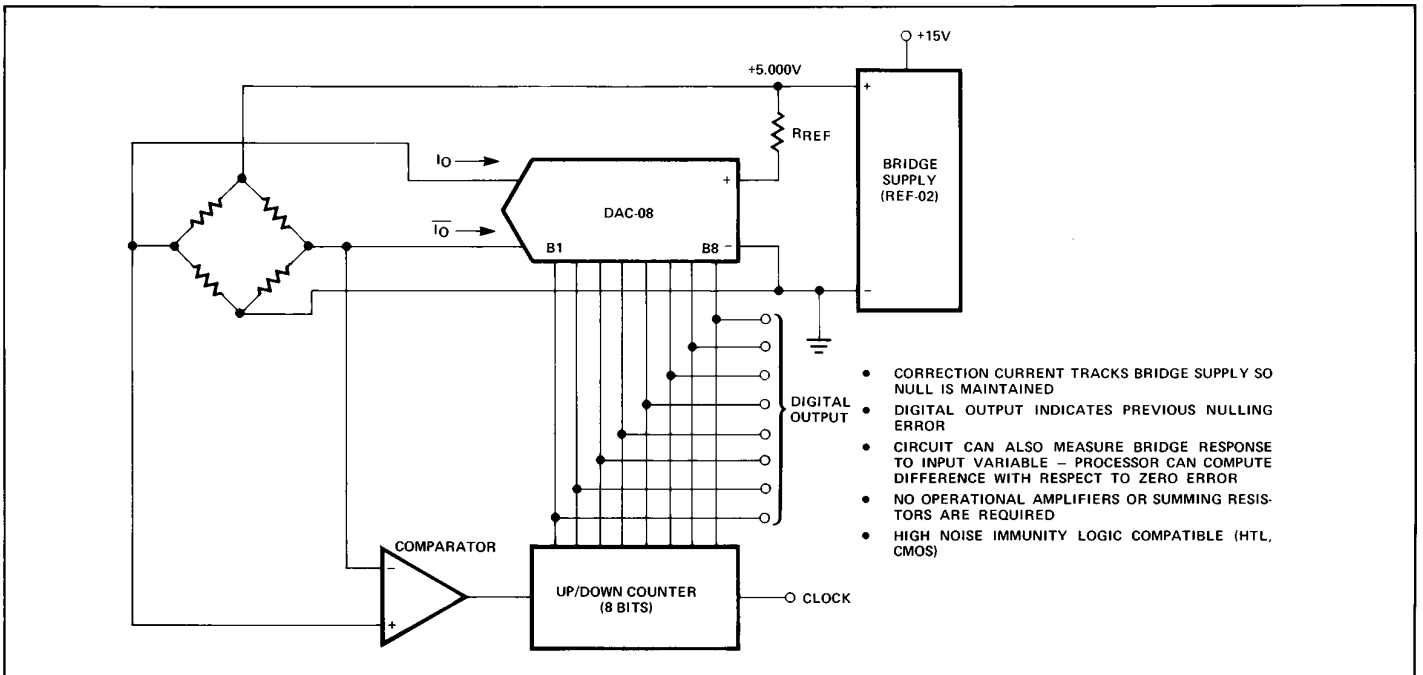 +15V
+5.000V
+
RREF
IO
+
BRIDGE
SUPPLY
(REF-02)
DAC-08
IO
B1
B8
−
−
DIGITAL
OUTPUT
● CORRECTION CURRENT TRACKS BRIDGE SUPPLY SO
NULL IS MAINTAINED
● DIGITAL OUTPUT INDICATES PREVIOUS NULLING
ERROR
● CIRCUIT CAN ALSO MEASURE BRIDGE RESPONSE
TO INPUT VARIABLE – PROCESSOR CAN COMPUTE
DIFFERENCE WITH RESPECT TO ZERO ERROR
● NO OPERATIONAL AMPLIFIERS OR SUMMING RESIS-
TORS ARE REQUIRED
● HIGH NOISE IMMUNITY LOGIC COMPATIBLE (HTL,
CMOS)
COMPARATOR
−
+
UP/DOWN COUNTER
(8 BITS)
CLOCK